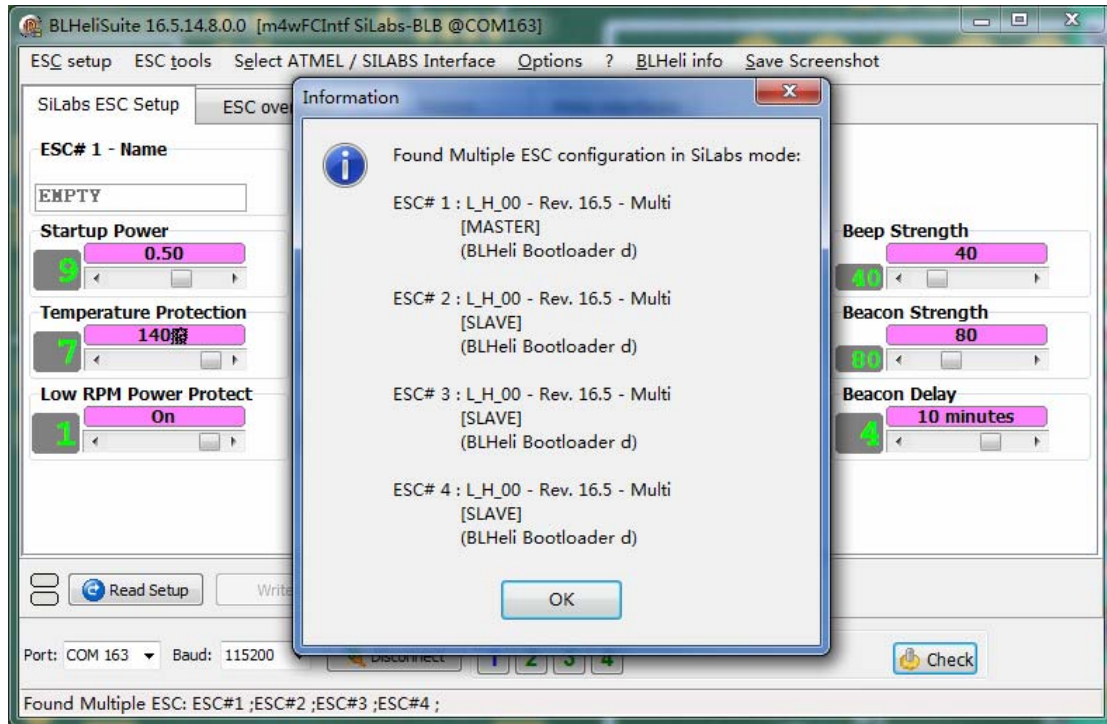 BLHeliSuite 16.5.14.8.0.0 [m4wFCIntf SiLabs-BLB @COM163]
ESC setup ESC tools Select ATMEL / SILABS Interface Options ? BLHeli info Save Screenshot
SiLabs ESC Setup ESC over
Information
Found Multiple ESC configuration in SiLabs mode:
ESC# 1 : L_H_00 - Rev. 16.5 - Multi
[MASTER]
(BLHeli Bootloader d)
ESC# 2 : L_H_00 - Rev. 16.5 - Multi
[SLAVE]
(BLHeli Bootloader d)
ESC# 3 : L_H_00 - Rev. 16.5 - Multi
[SLAVE]
(BLHeli Bootloader d)
ESC# 4 : L_H_00 - Rev. 16.5 - Multi
[SLAVE]
(BLHeli Bootloader d)
OK
ESC# 1 - Name
EMPTY
Startup Power
0.50
9
Temperature Protection
140
7
Low RPM Power Protect
On
1
Beep Strength
40
40
Beacon Strength
80
80
Beacon Delay
10 minutes
4
Read Setup Write
Port: COM 163 Baud: 115200 Disconnect 1 2 3 4 Check
Found Multiple ESC: ESC#1 ;ESC#2 ;ESC#3 ;ESC#4 ;